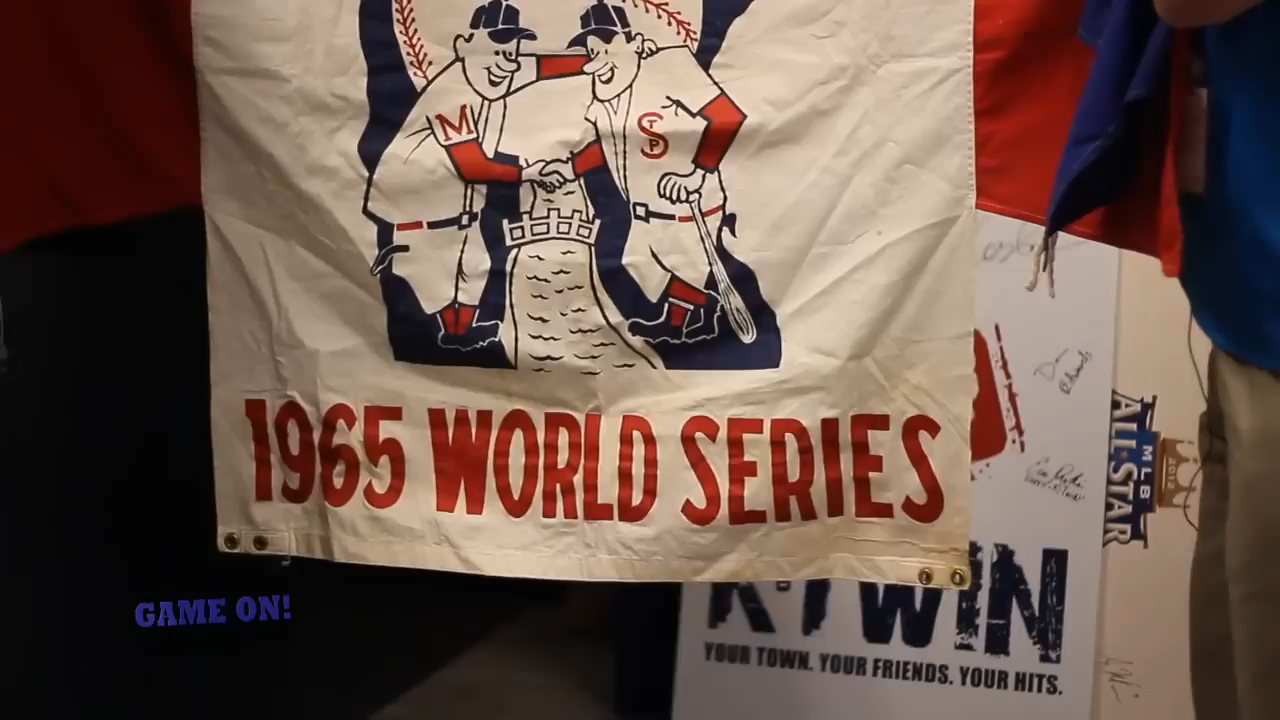 M
STP
1965 WORLD SERIES
MLB
2012
ALL STAR
GAME ON!
K TWIN
YOUR TOWN. YOUR FRIENDS. YOUR HITS.